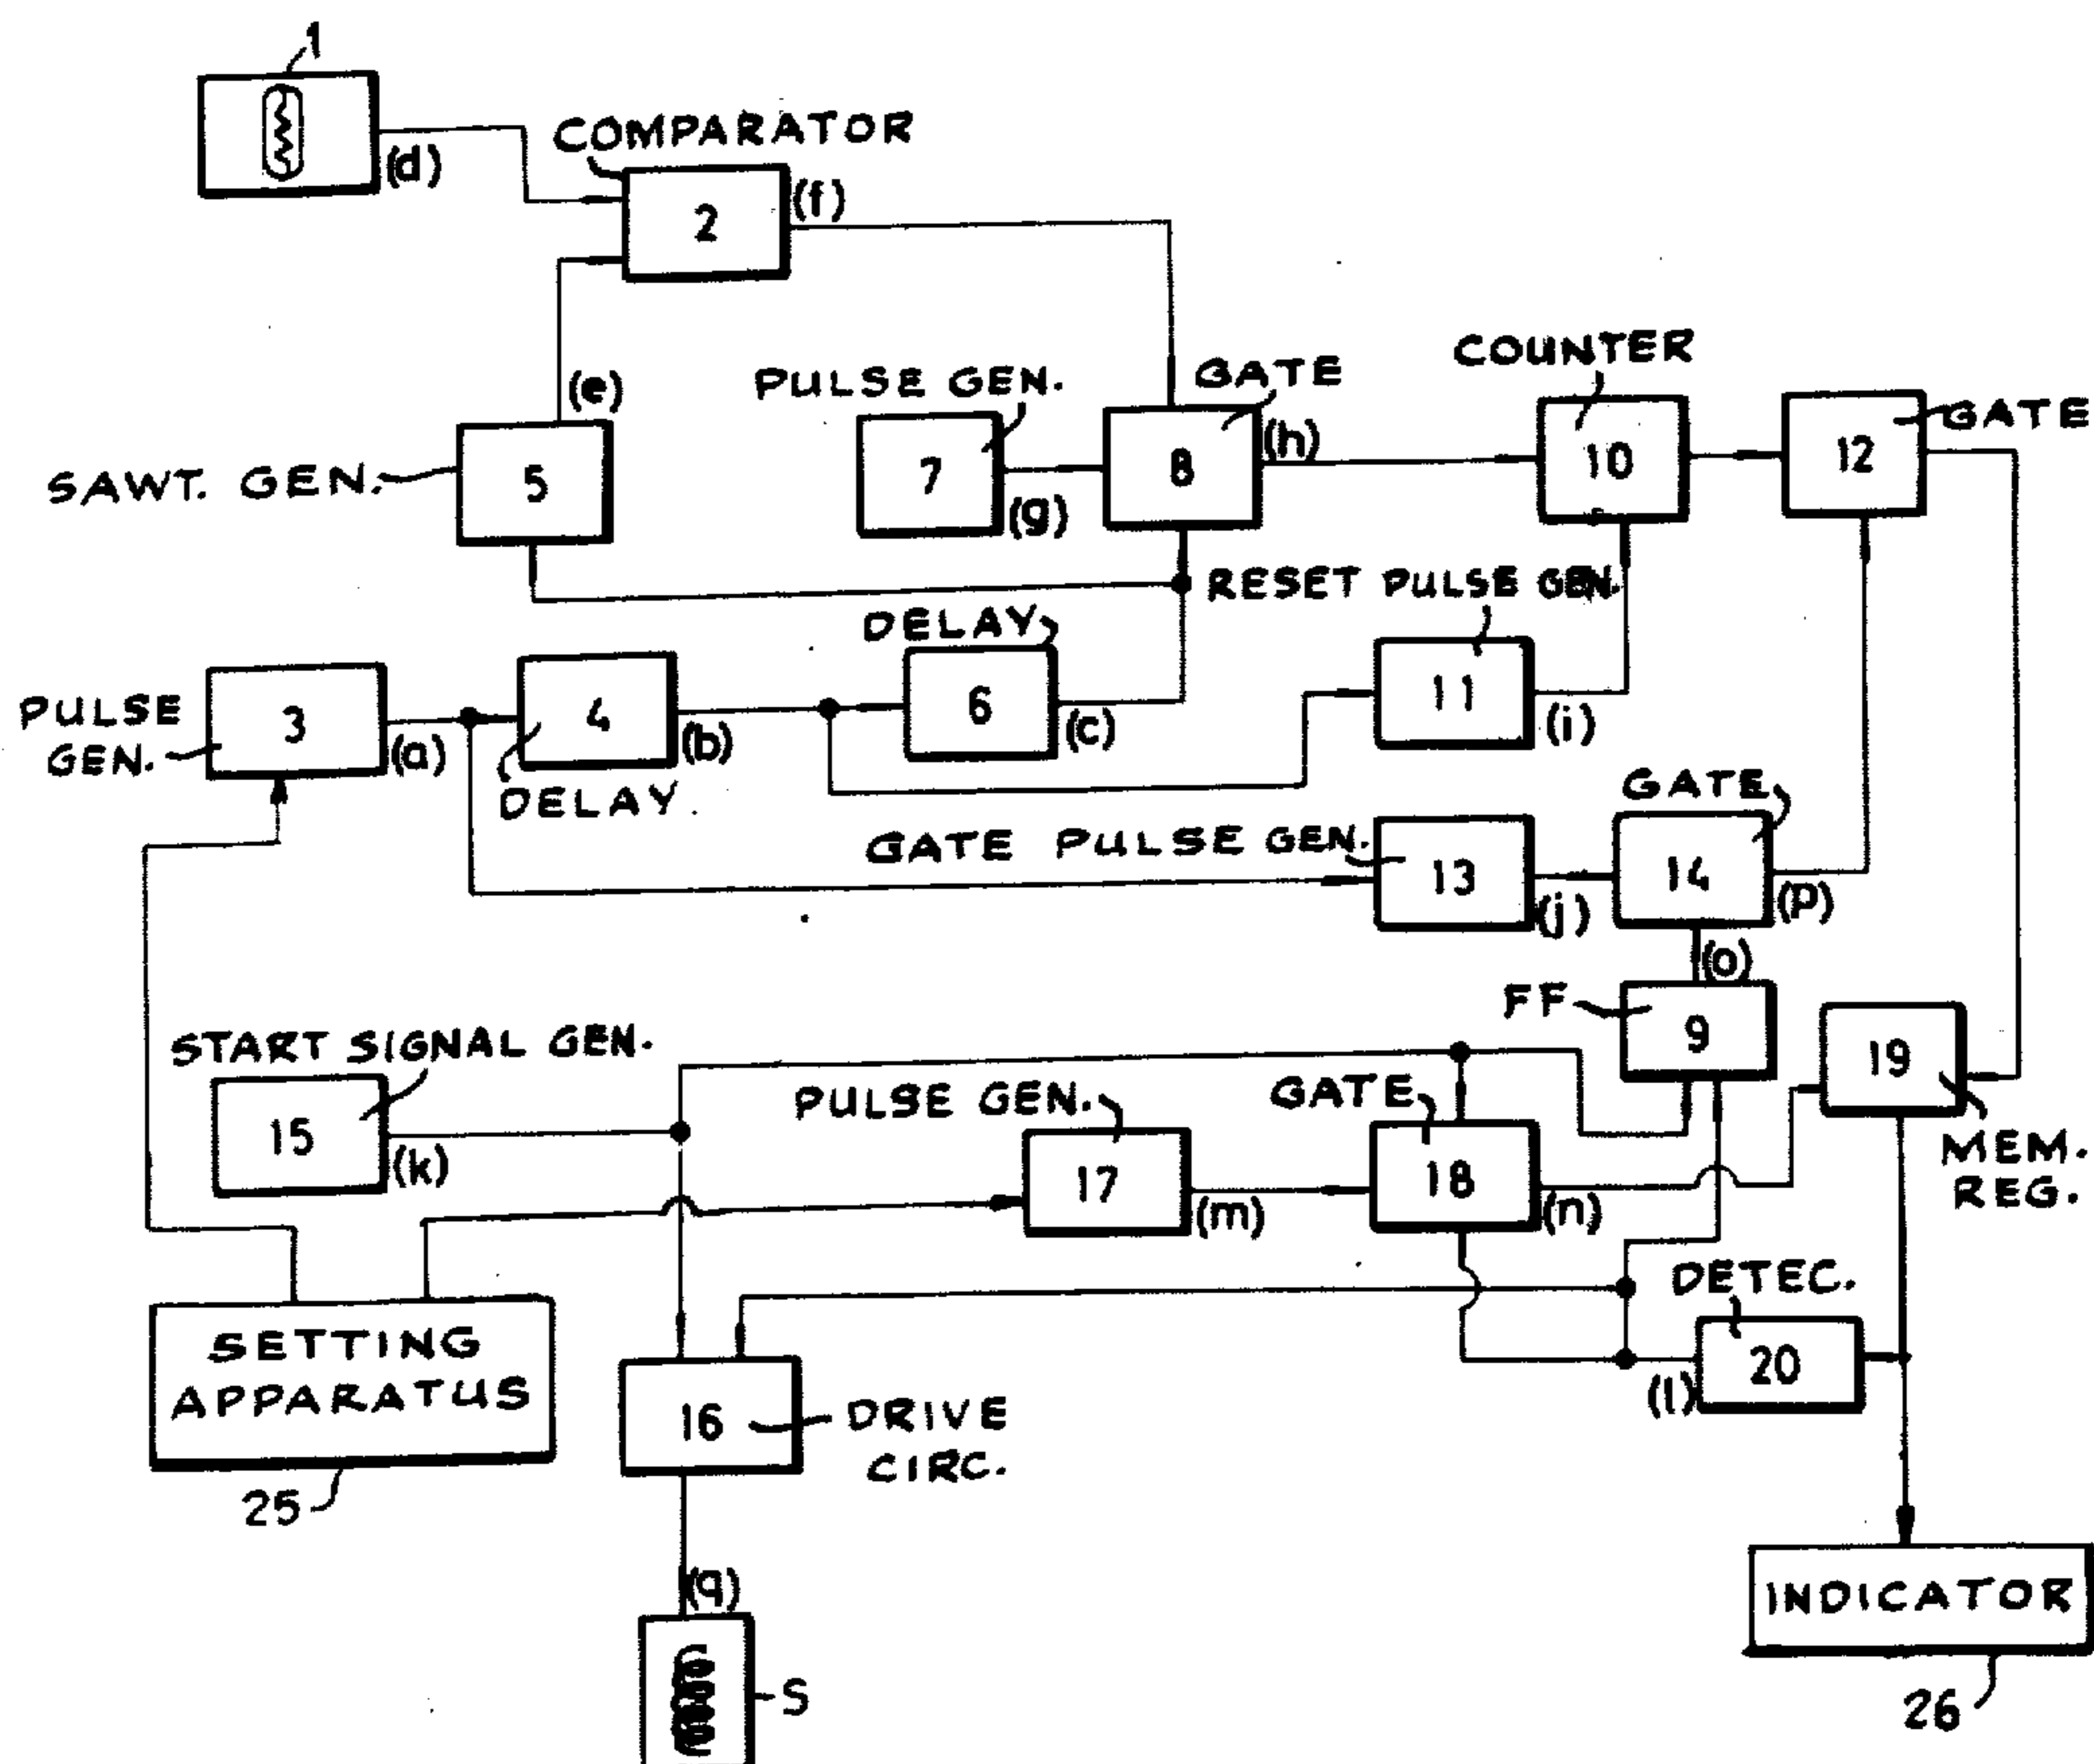 1
(d)
COMPARATOR
2
(f)
(e)
SAWT. GEN.
5
PULSE GEN.
7
(g)
GATE
8
(h)
COUNTER
10
12
GATE
RESET PULSE GEN.
11
(i)
PULSE
GEN.
3
(a)
4
(b)
DELAY
DELAY
6
(c)
GATE PULSE GEN.
13
(j)
GATE
14
(p)
(o)
FF
9
19
MEM.
REG.
START SIGNAL GEN.
15
(k)
PULSE GEN.
17
(m)
GATE
18
(n)
DETEC.
20
(l)
SETTING
APPARATUS
25
16
DRIVE
CIRC.
(q)
S
INDICATOR
26